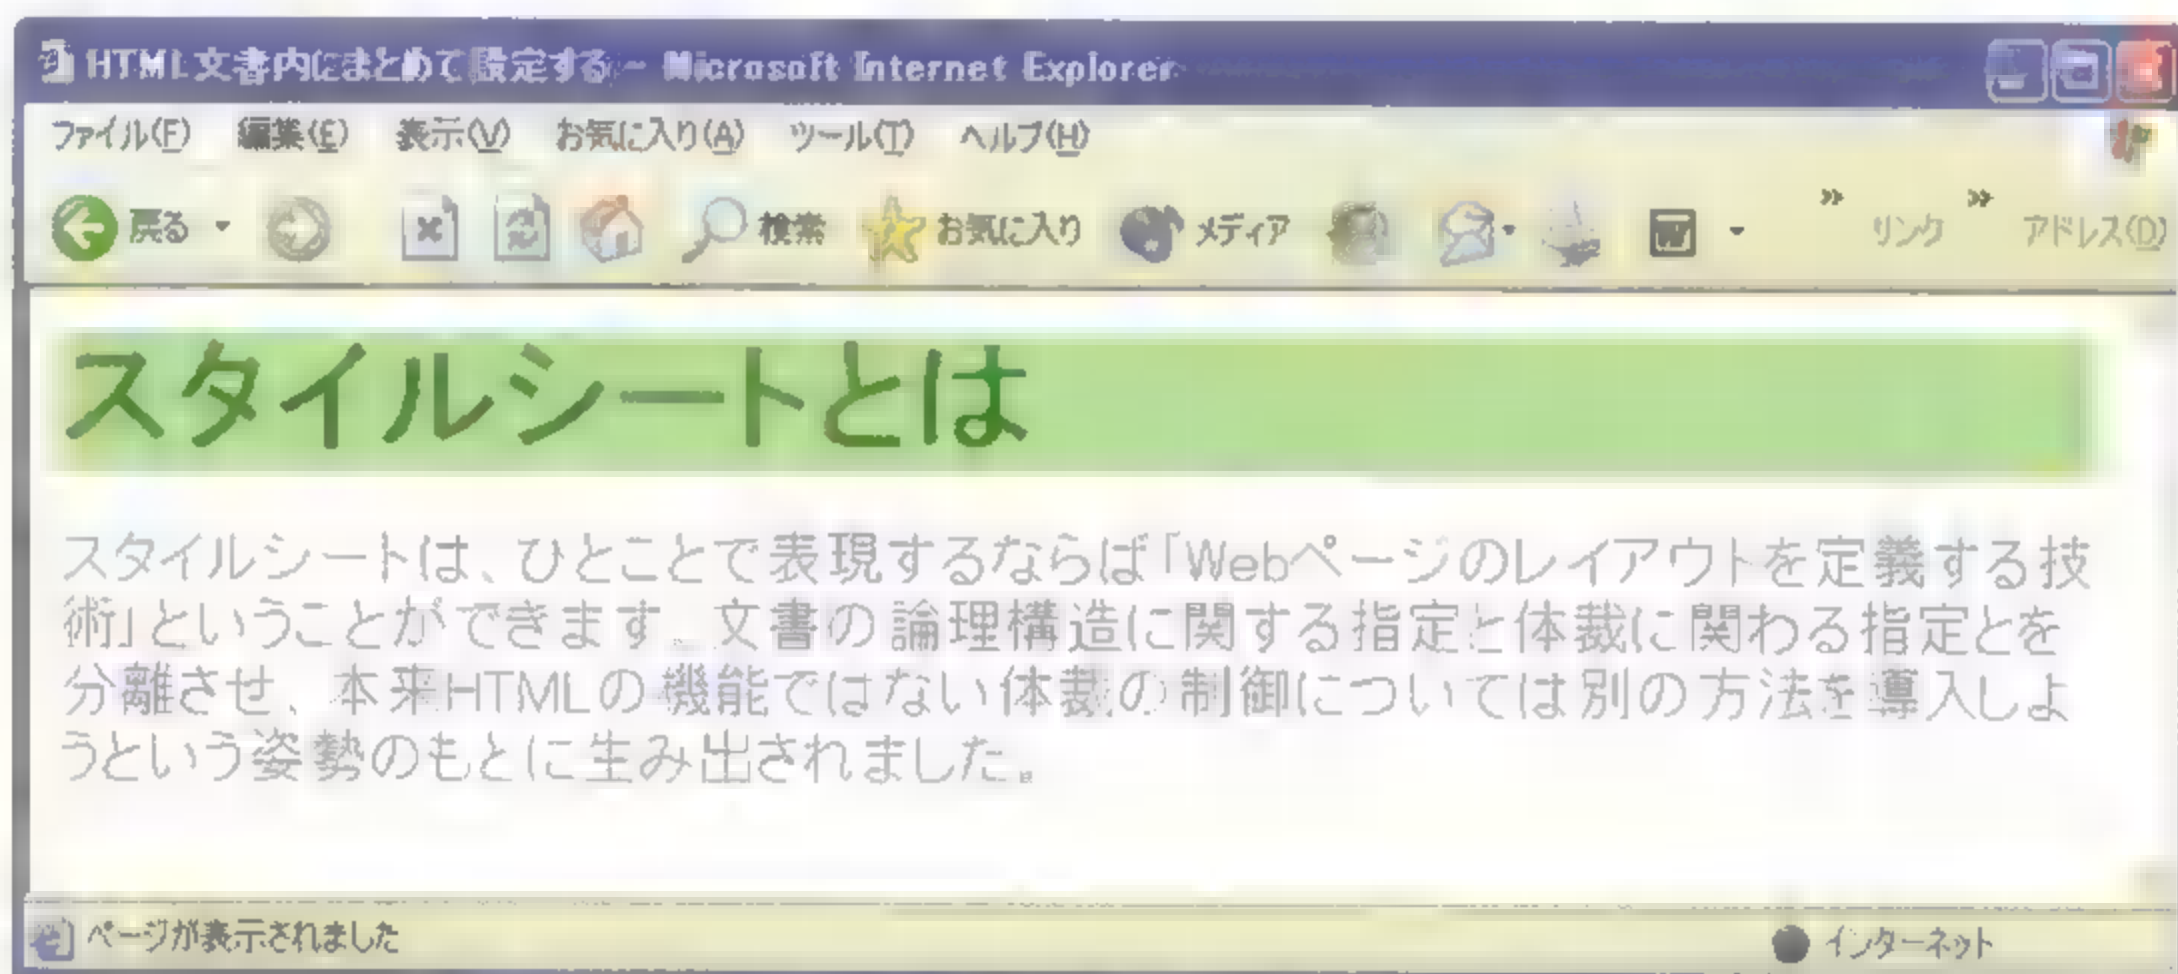 HTML文書内にまとめて設定する - Microsoft Internet Explorer
ファイル(F) 編集(E) 表示(V) お気に入り(A) ツール(T) ヘルプ(H)
戻る 検索 お気に入り メディア » リンク » アドレス(D)
スタイルシートとは
スタイルシートは、ひとことで表現するならば「Webページのレイアウトを定義する技
術」ということができます。文書の論理構造に関する指定と体裁に関わる指定とを
分離させ、本来HTMLの機能ではない体裁の制御については別の方法を導入しよ
うという姿勢のもとに生み出されました。
ページが表示されました インターネット